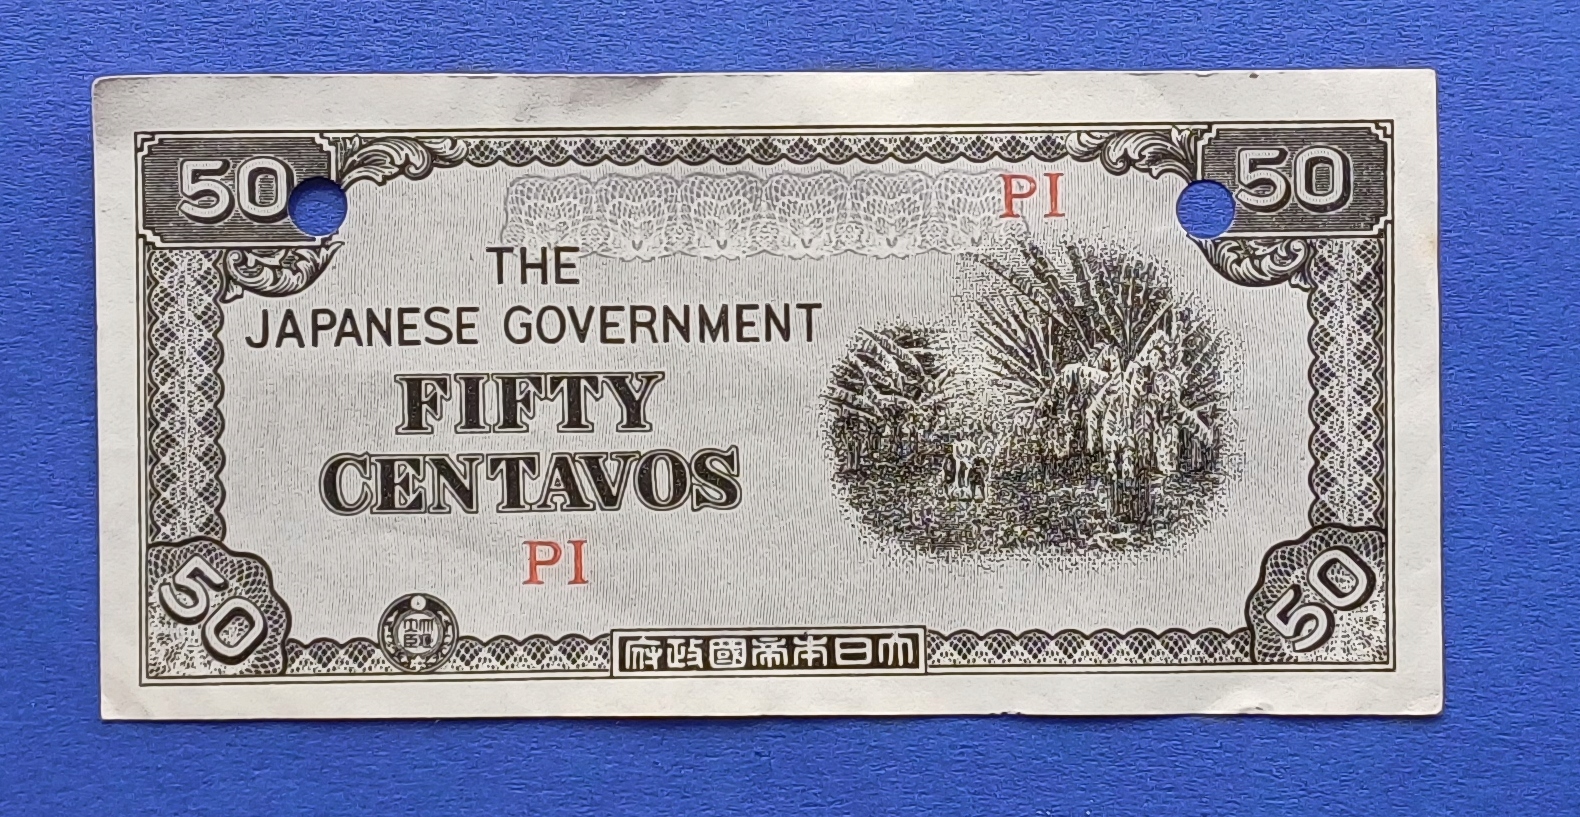 50
50
PI
THE
JAPANESE GOVERNMENT
FIFTY
CENTAVOS
PI
50
50
府政國帝本日大